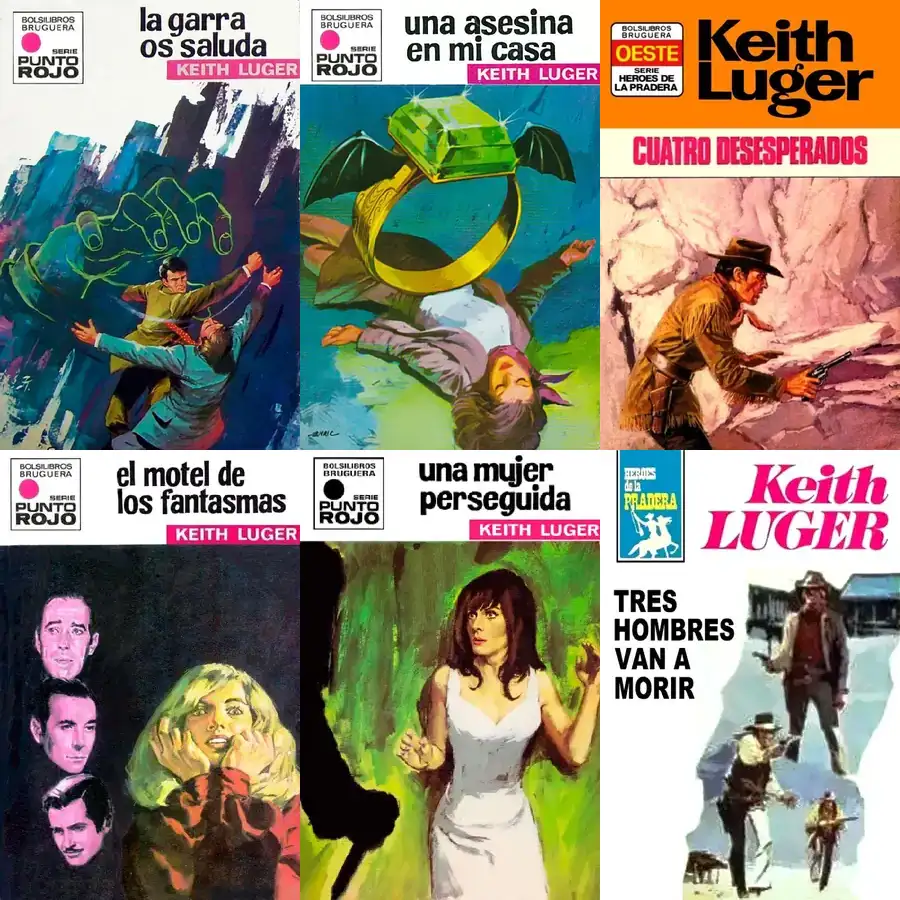 BOLSILIBROS
BRUGUERA
SERIE
PUNTO
ROJO
la garra
os saluda
KEITH LUGER
BOLSILIBROS
BRUGUERA
SERIE
PUNTO
ROJO
una asesina
en mi casa
KEITH LUGER
BOLSILIBROS
BRUGUERA
OESTE
SERIE
HEROES DE
LA PRADERA
Keith
Luger
CUATRO DESESPERADOS
BOLSILIBROS
BRUGUERA
SERIE
PUNTO
ROJO
el motel de
los fantasmas
KEITH LUGER
BOLSILIBROS
BRUGUERA
SERIE
PUNTO
ROJO
una mujer
perseguida
KEITH LUGER
HEROES
de la
PRADERA
Keith
LUGER
TRES
HOMBRES
VAN A
MORIR